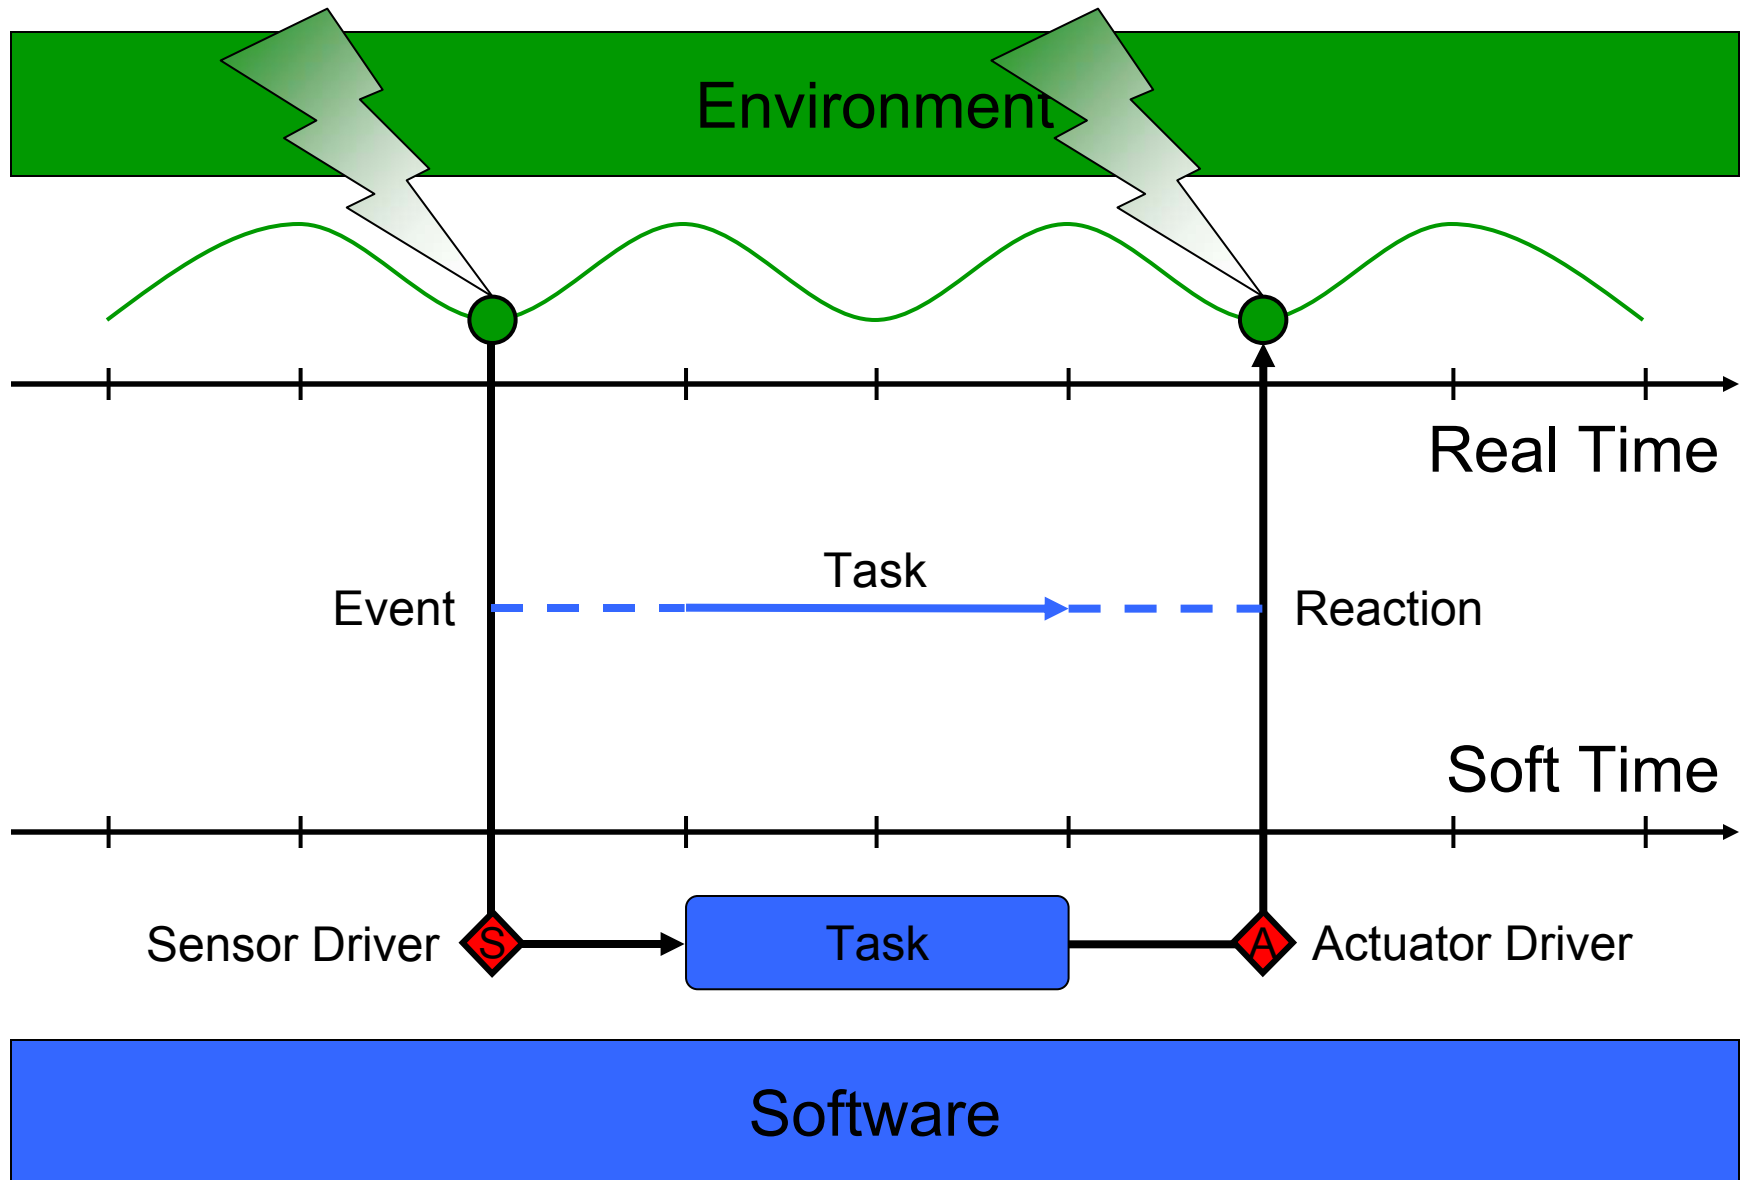 Environment
Real Time
Task
Event
Reaction
Soft Time
Sensor Driver
S
Task
A
Actuator Driver
Software